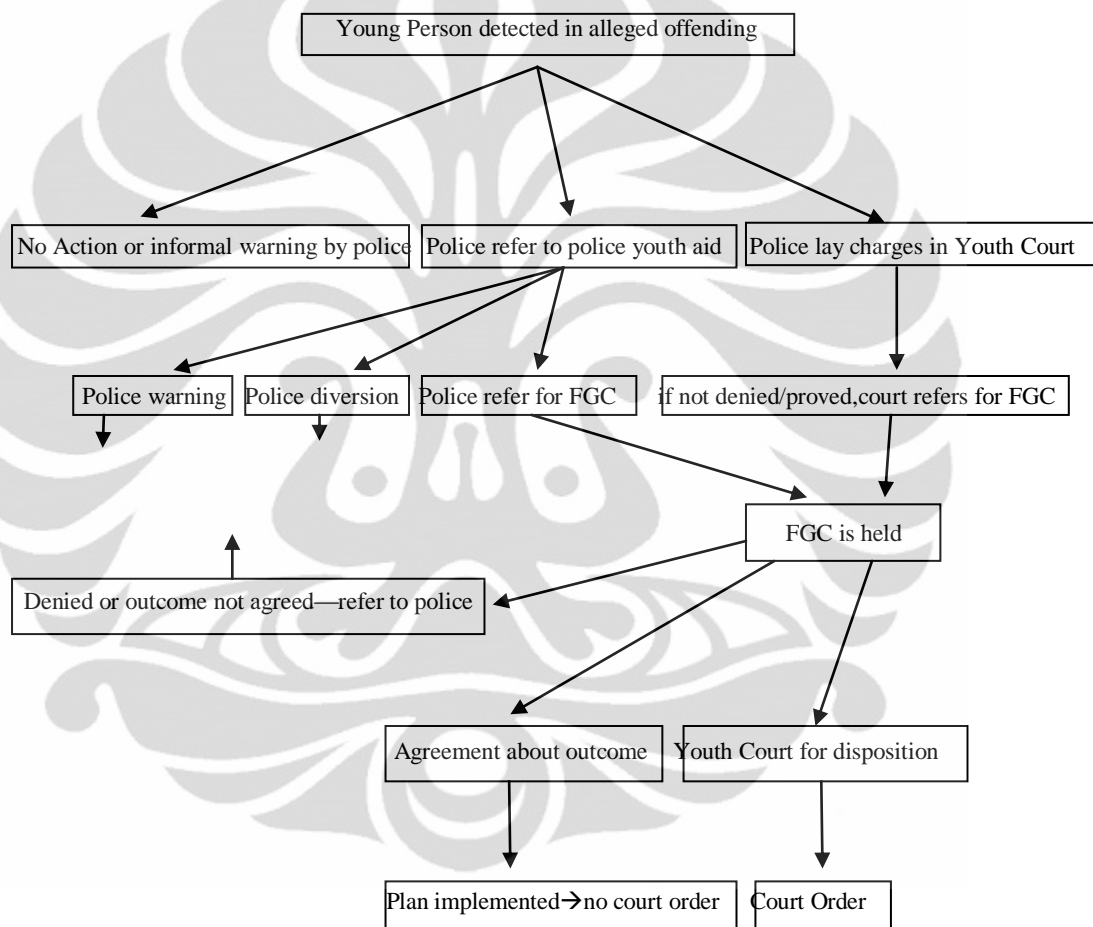 Young Person detected in alleged offending
No Action or informal warning by police
Police refer to police youth aid
Police lay charges in Youth Court
Police warning
Police diversion
Police refer for FGC
if not denied/proved,court refers for FGC
FGC is held
Denied or outcome not agreed—refer to police
Agreement about outcome
Youth Court for disposition
Plan implemented→no court order
Court Order